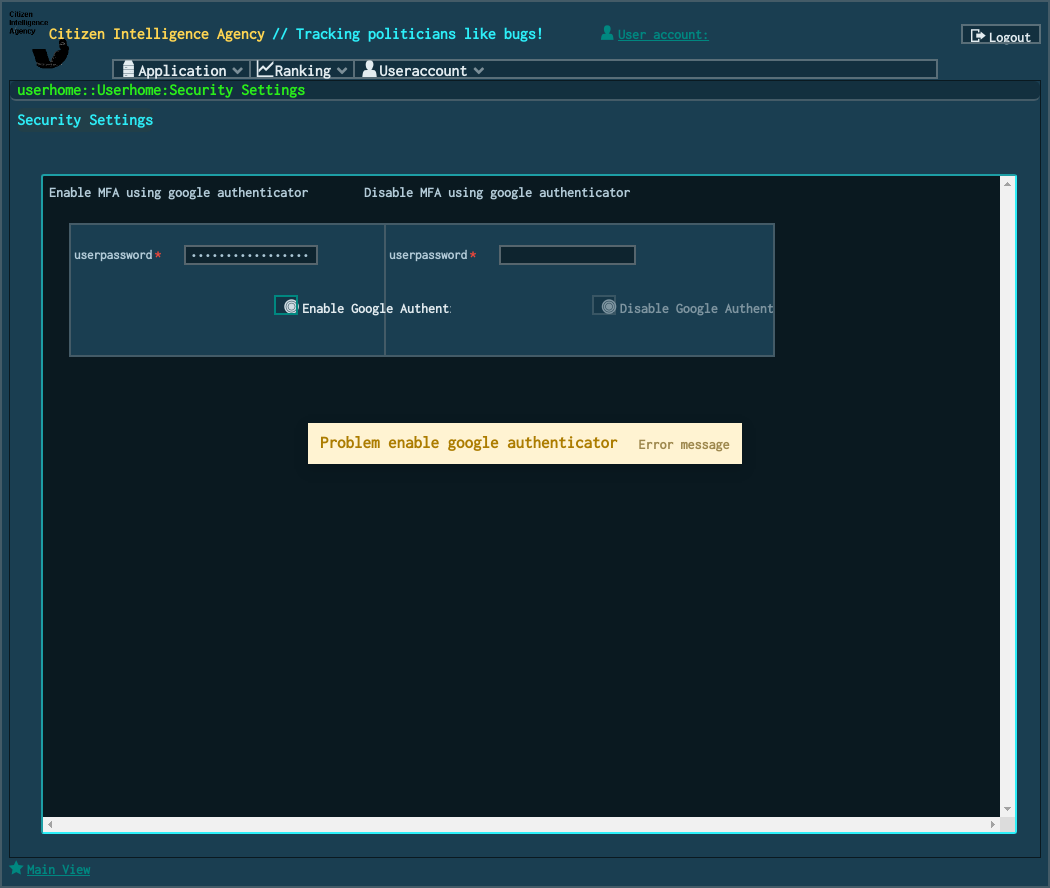 Citizen
Intelligence
Agency
Citizen Intelligence Agency // Tracking politicians like bugs!
User account:
Logout
Application Ranking Useraccount
userhome::Userhome:Security Settings
Security Settings
Enable MFA using google authenticator Disable MFA using google authenticator
userpassword* ••••••••••••••••• userpassword*
Enable Google Authent Disable Google Authent
Problem enable google authenticator Error message
Main View